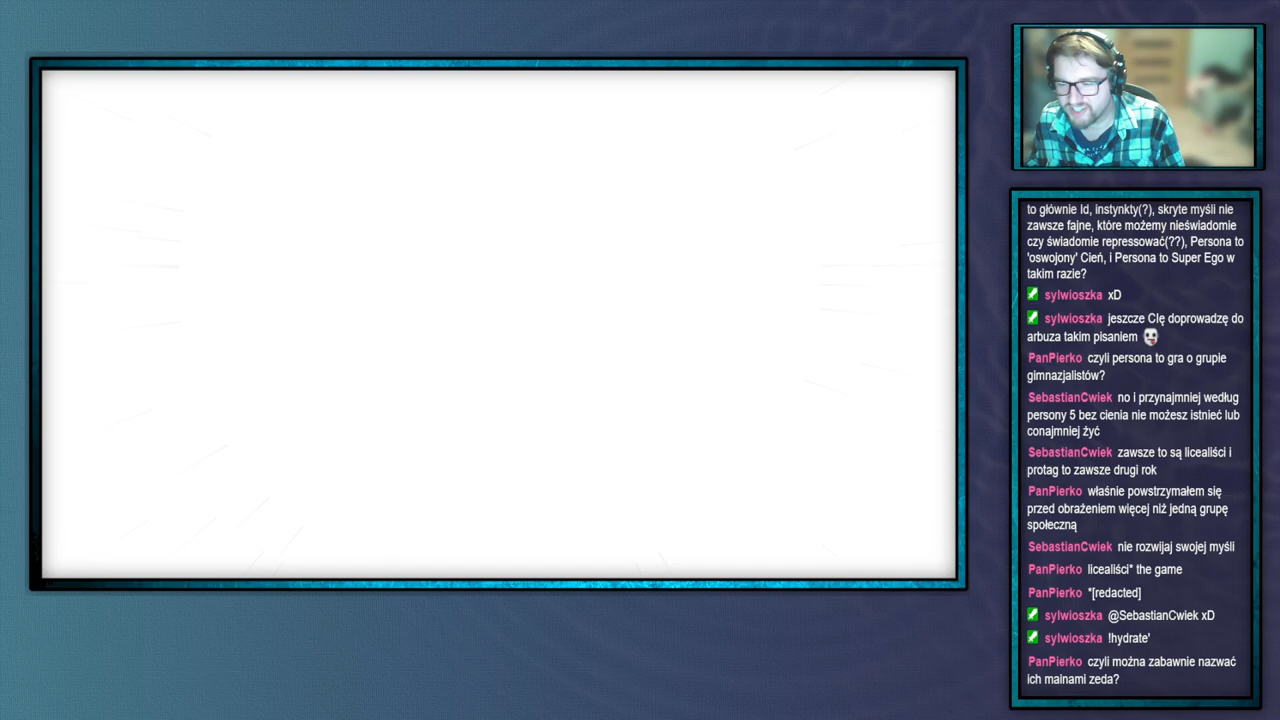 to głównie Id, instynkty(?), skryte myśli nie
zawsze fajne, które możemy nieświadomie
czy świadomie repressować(??), Persona to
'oswojony' Cień, i Persona to Super Ego w
takim razie?
sylwioszka xD
sylwioszka jeszcze CIę doprowadzę do
arbuza takim pisaniem
PanPierko czyli persona to gra o grupie
gimnazjalistów?
SebastianCwiek no i przynajmniej według
persony 5 bez cienia nie możesz istnieć lub
conajmniej żyć
SebastianCwiek zawsze to są licealiści i
protag to zawsze drugi rok
PanPierko właśnie powstrzymałem się
przed obrażeniem więcej niż jedną grupę
społeczną
SebastianCwiek nie rozwijaj swojej myśli
PanPierko licealiści* the game
PanPierko *[redacted]
sylwioszka @SebastianCwiek xD
sylwioszka !hydrate'
PanPierko czyli można zabawnie nazwać
ich mainami zeda?